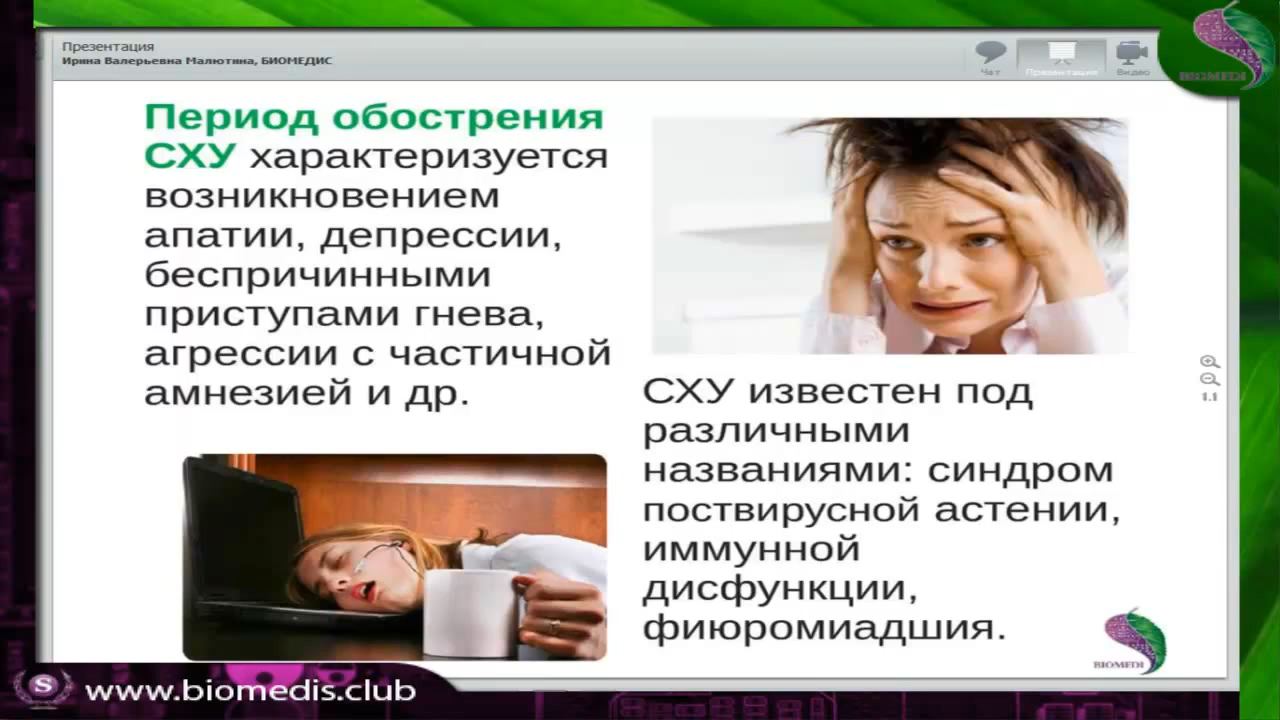 Презентация
Ирина Валерьевна Малютина, БИОМЕДИС
Чат
Презентация
Видео
BIOMEDI
Период обострения
СХУ характеризуется
возникновением
апатии, депрессии,
беспричинными
приступами гнева,
агрессии с частичной
амнезией и др.
СХУ известен под
различными
названиями: синдром
поствирусной астении,
иммунной
дисфункции,
фиюромиадшия.
1.1
BIOMEDI
S
www.biomedis.club